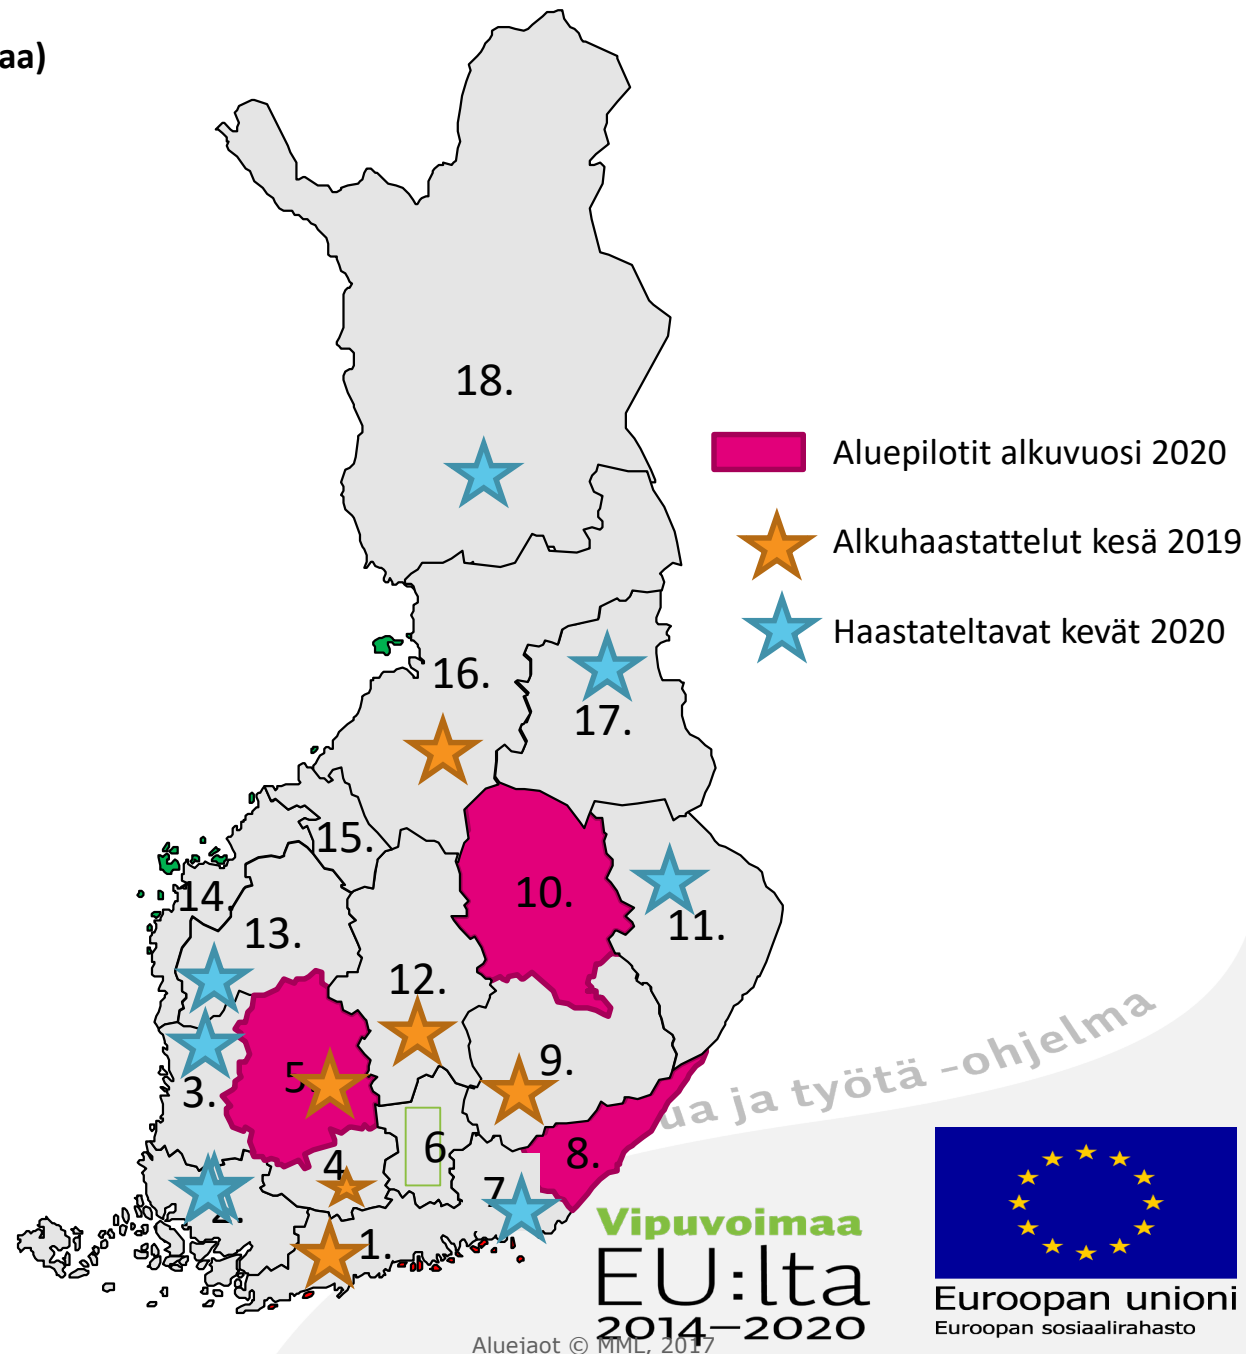 aa)
18.
Aluepilotit alkuvuosi 2020
Alkuhaastattelut kesä 2019
Haastateltavat kevät 2020
16.
17.
15.
14.
10.
13.
11.
12.
9.
5.
3.
6
8.
4
7.
2.
1.
ua ja työtä -ohjelma
Vipuvoimaa
EU:lta
2014–2020
Euroopan unioni
Euroopan sosiaalirahasto
Aluejaot © MML, 2017